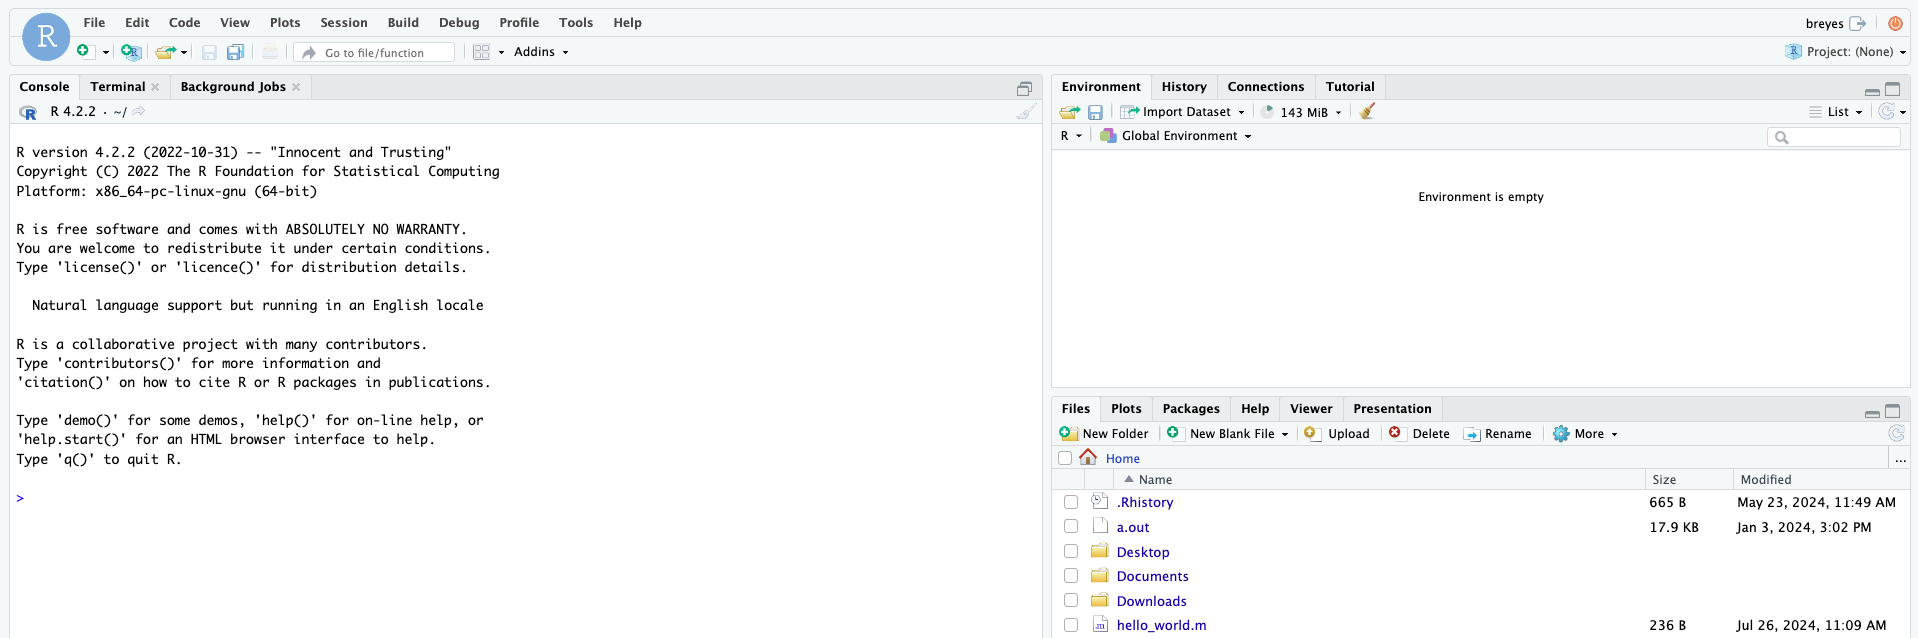 R File Edit Code View Plots Session Build Debug Profile Tools Help breyes
Go to file/function Addins Project: (None)
Console Terminal Background Jobs
R 4.2.2 · ~/
R version 4.2.2 (2022-10-31) -- "Innocent and Trusting"
Copyright (C) 2022 The R Foundation for Statistical Computing
Platform: x86_64-pc-linux-gnu (64-bit)
R is free software and comes with ABSOLUTELY NO WARRANTY.
You are welcome to redistribute it under certain conditions.
Type 'license()' or 'licence()' for distribution details.
Natural language support but running in an English locale
R is a collaborative project with many contributors.
Type 'contributors()' for more information and
'citation()' on how to cite R or R packages in publications.
Type 'demo()' for some demos, 'help()' for on-line help, or
'help.start()' for an HTML browser interface to help.
Type 'q()' to quit R.
>
Environment History Connections Tutorial
Import Dataset 143 MiB List
R Global Environment
Environment is empty
Files Plots Packages Help Viewer Presentation
New Folder New Blank File Upload Delete Rename More
Home ...
Name Size Modified
.Rhistory 665 B May 23, 2024, 11:49 AM
a.out 17.9 KB Jan 3, 2024, 3:02 PM
Desktop
Documents
Downloads
hello_world.m 236 B Jul 26, 2024, 11:09 AM